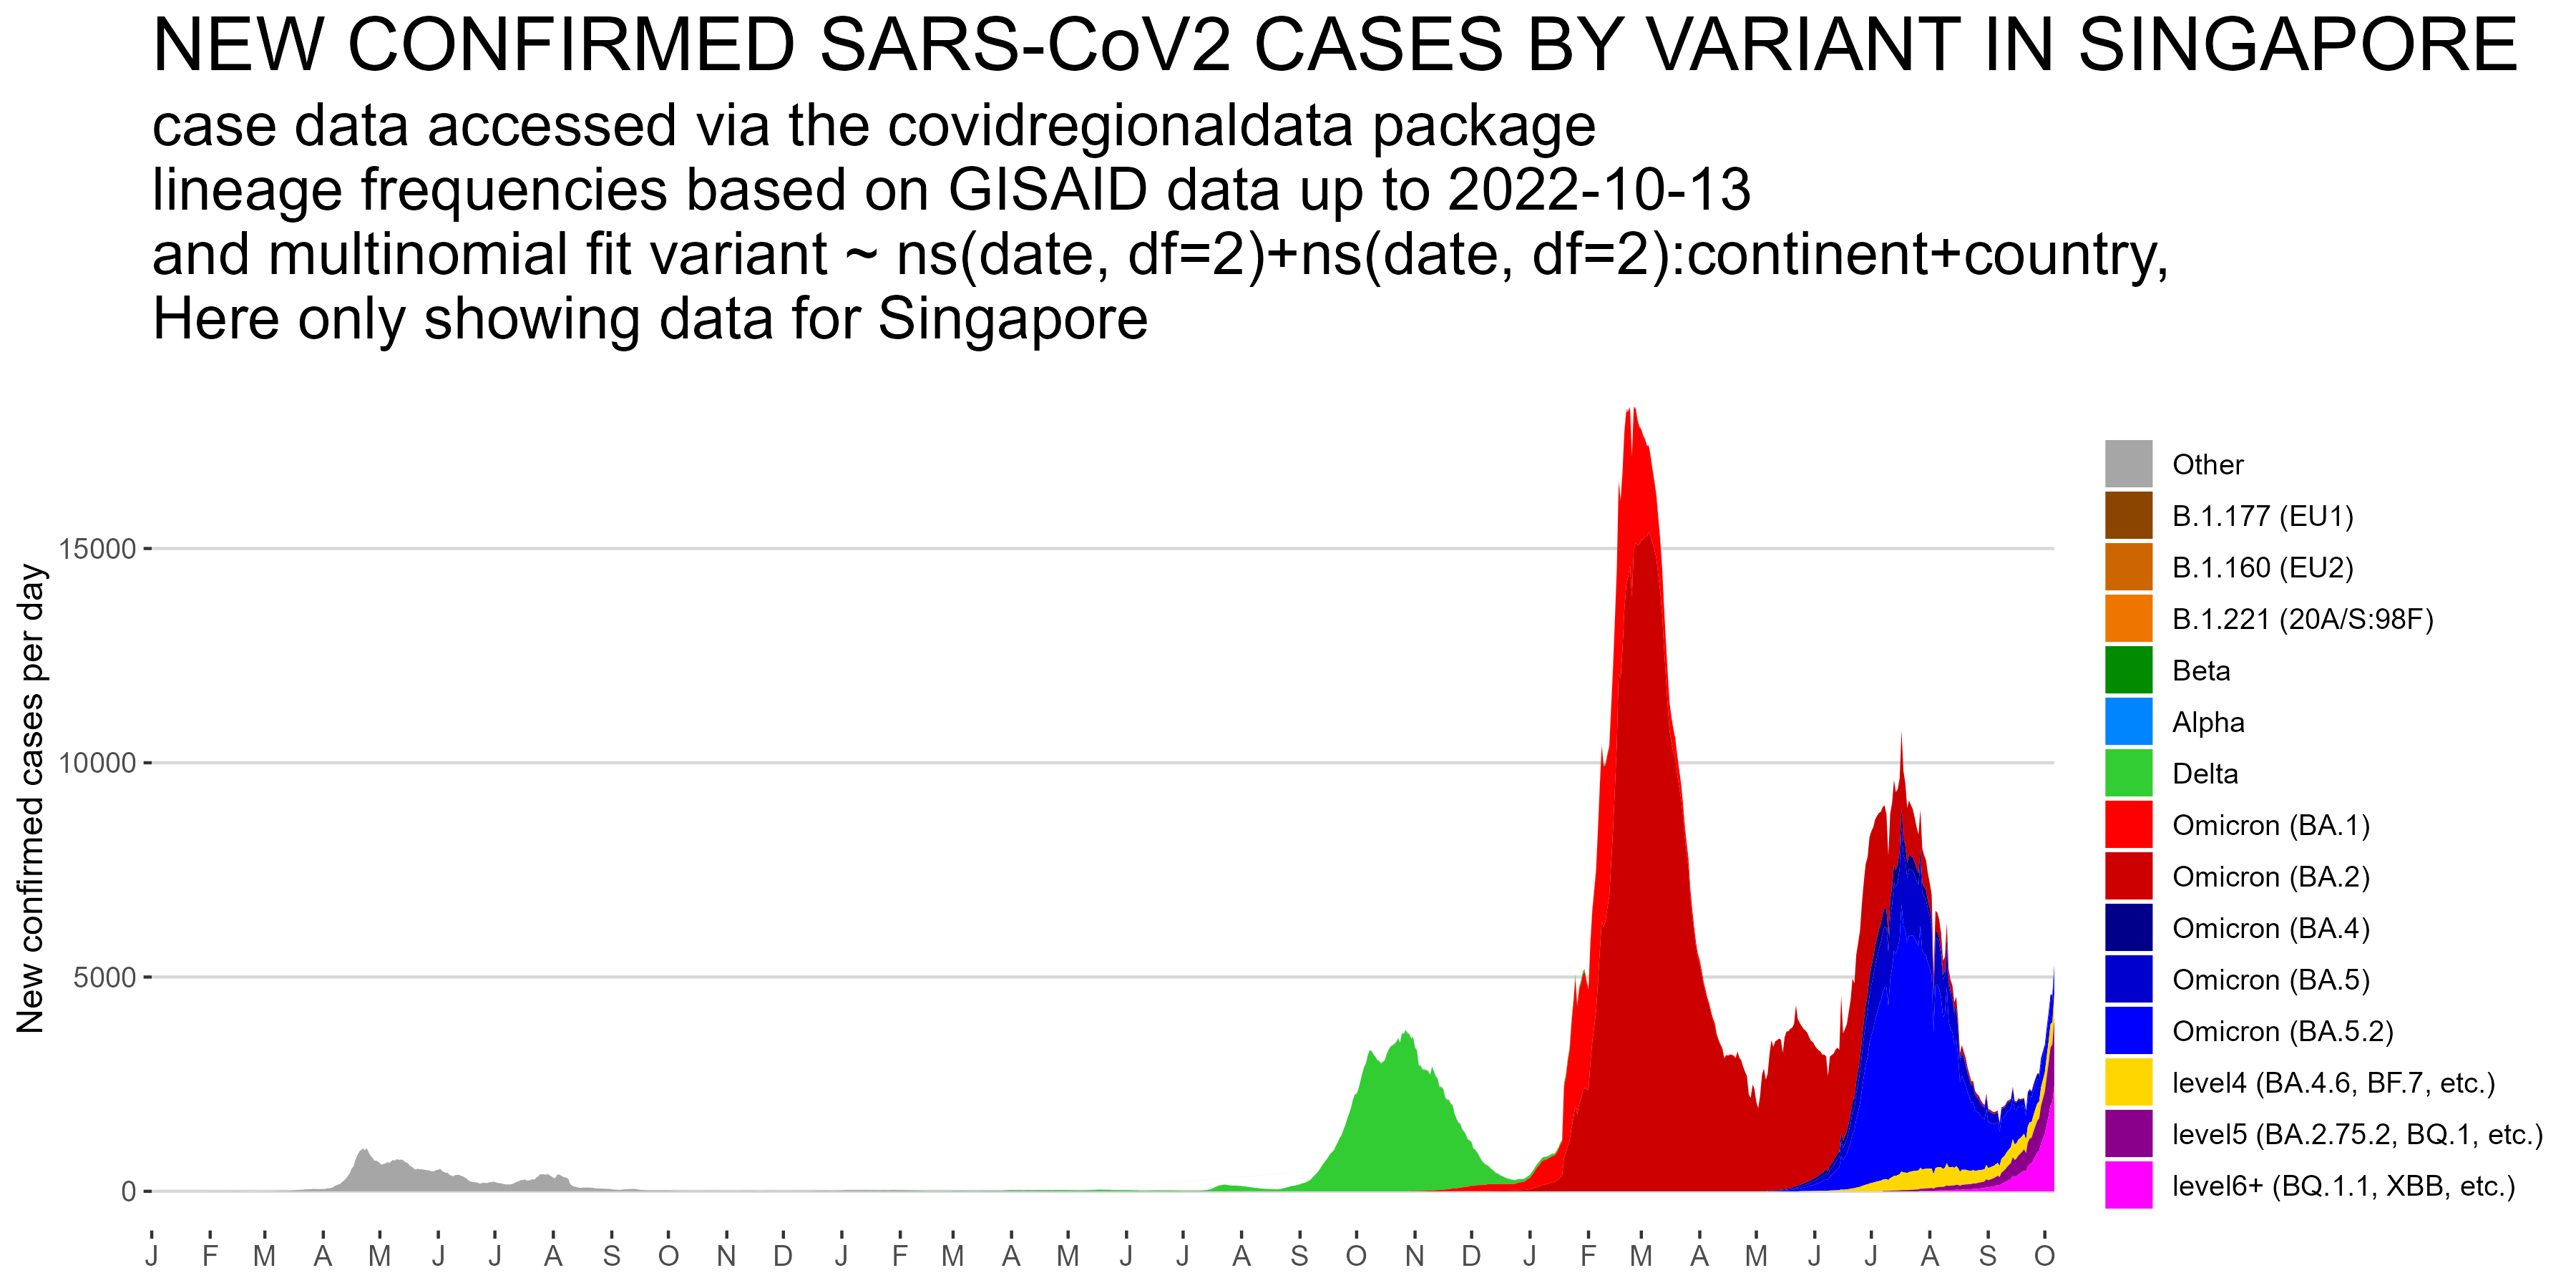 NEW CONFIRMED SARS-CoV2 CASES BY VARIANT IN SINGAPORE
case data accessed via the covidregionaldata package
lineage frequencies based on GISAID data up to 2022-10-13
and multinomial fit variant ~ ns(date, df=2)+ns(date, df=2):continent+country,
Here only showing data for Singapore
New confirmed cases per day
15000
10000
5000
0
J F M A M J J A S O N D J F M A M J J A S O N D J F M A M J J A S O
Other
B.1.177 (EU1)
B.1.160 (EU2)
B.1.221 (20A/S:98F)
Beta
Alpha
Delta
Omicron (BA.1)
Omicron (BA.2)
Omicron (BA.4)
Omicron (BA.5)
Omicron (BA.5.2)
level4 (BA.4.6, BF.7, etc.)
level5 (BA.2.75.2, BQ.1, etc.)
level6+ (BQ.1.1, XBB, etc.)